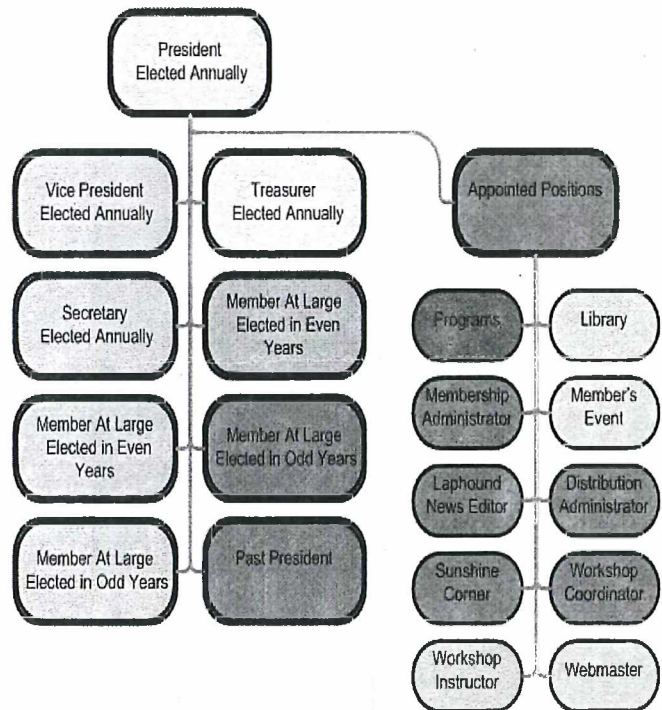 President
Elected Annually
Vice President
Elected Annually
Treasurer
Elected Annually
Appointed Positions
Secretary
Elected Annually
Member At Large
Elected in Even
Years
Programs
Library
Membership
Administrator
Member's
Event
Member At Large
Elected in Even
Years
Member At Large
Elected in Odd Years
Laphound
News Editor
Distribution
Administrator
Member At Large
Elected in Odd Years
Past President
Sunshine
Corner
Workshop
Coordinator
Workshop
Instructor
Webmaster